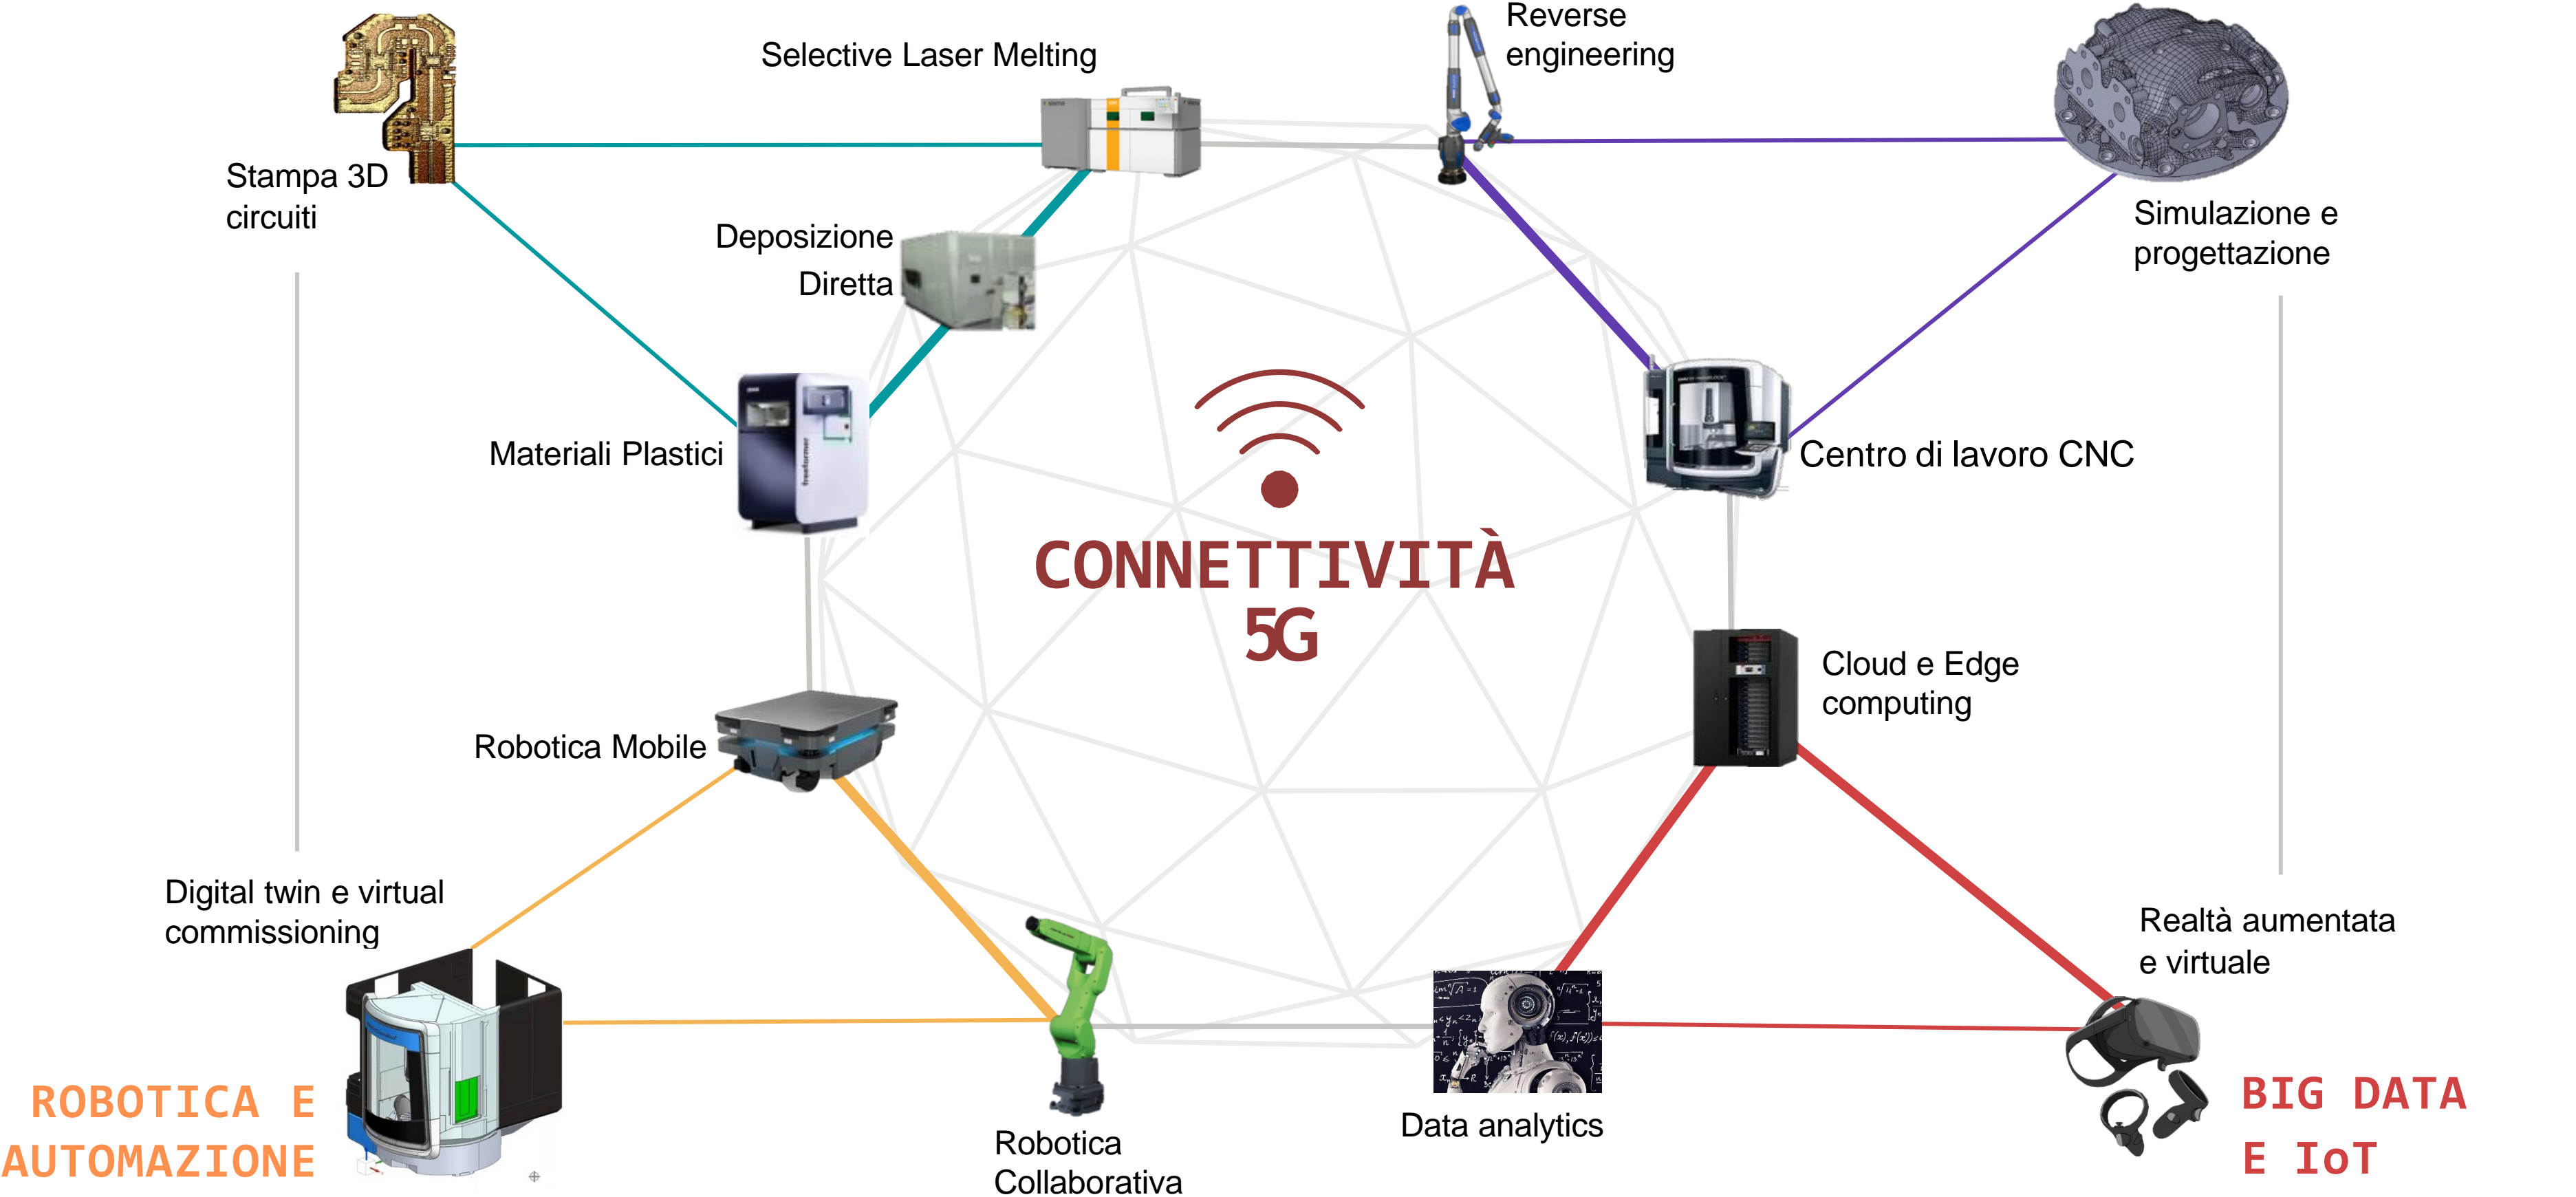 Reverse
engineering
Selective Laser Melting
Stampa 3D
circuiti
Simulazione e
progettazione
Deposizione
Diretta
Materiali Plastici
freeformer
Centro di lavoro CNC
CONNETTIVITÀ
5G
Cloud e Edge
computing
Robotica Mobile
Digital twin e virtual
commissioning
Realtà aumentata
e virtuale
ROBOTICA E
AUTOMAZIONE
BIG DATA
E IoT
Data analytics
Robotica
Collaborativa